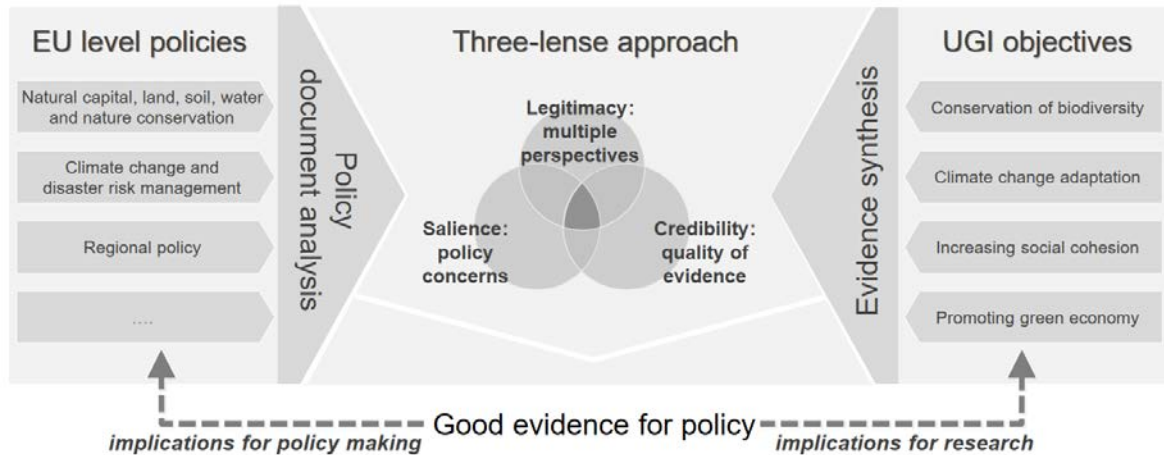 EU level policies
Natural capital, land, soil, water
and nature conservation
Climate change and
disaster risk management
Regional policy
....
Policy
document analysis
Three-lense approach
Legitimacy:
multiple
perspectives
Salience:
policy
concerns
Credibility:
quality of
evidence
Evidence synthesis
UGI objectives
Conservation of biodiversity
Climate change adaptation
Increasing social cohesion
Promoting green economy
Good evidence for policy
implications for policy making
implications for research